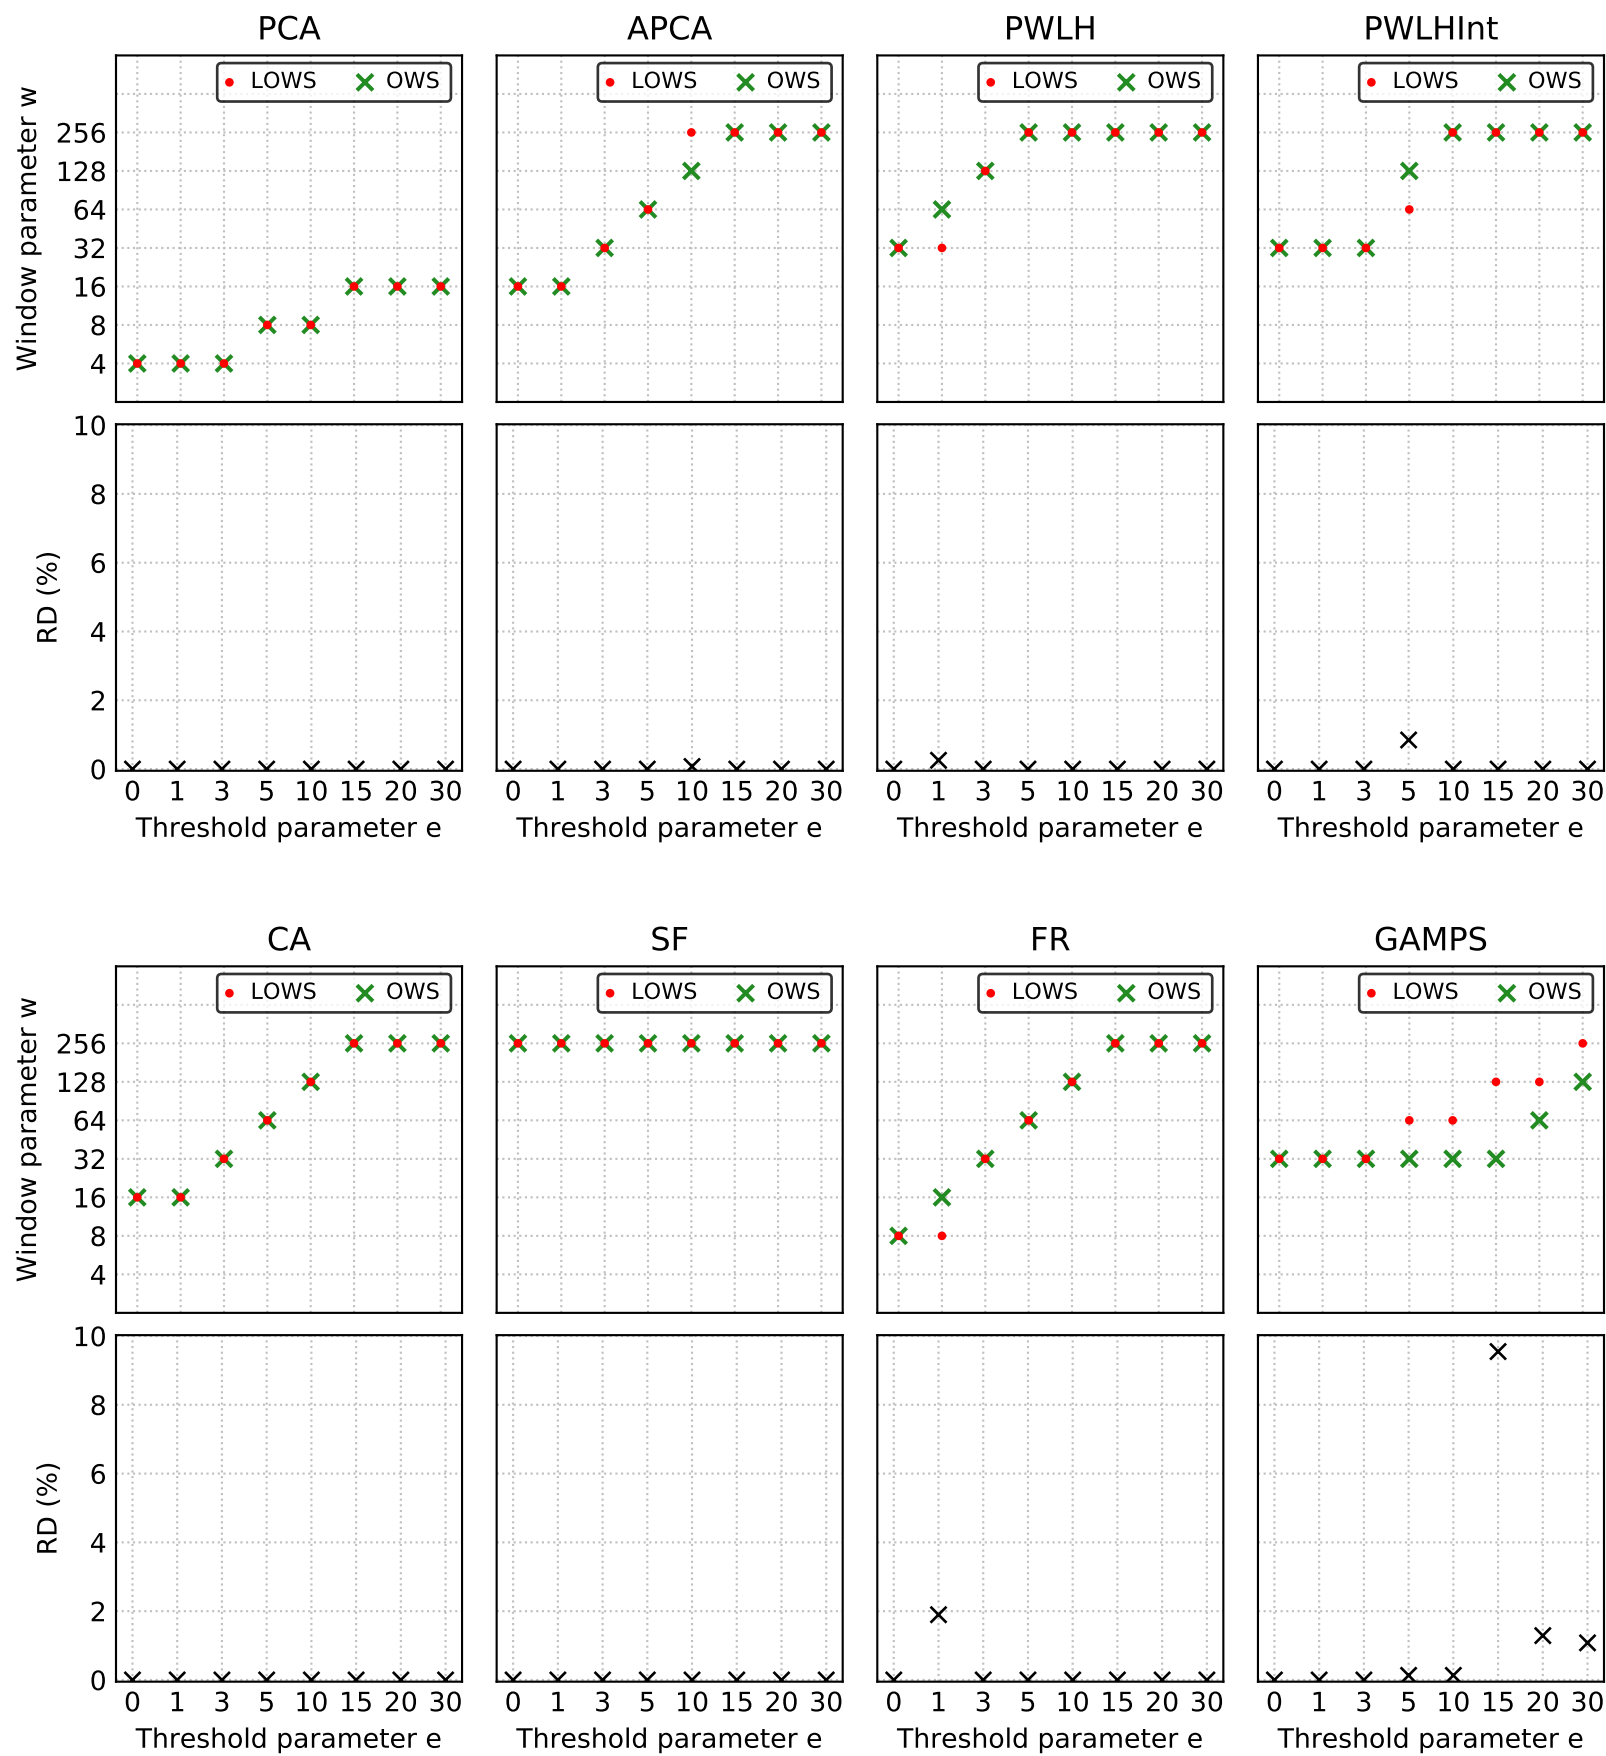 PCA APCA PWLH PWLHInt
LOWS OWS LOWS OWS LOWS OWS LOWS OWS
Window parameter w
256
128
64
32
16
8
4
RD (%)
10
8
6
4
2
0
0 1 3 5 10 15 20 30 0 1 3 5 10 15 20 30 0 1 3 5 10 15 20 30 0 1 3 5 10 15 20 30
Threshold parameter e Threshold parameter e Threshold parameter e Threshold parameter e
CA SF FR GAMPS
LOWS OWS LOWS OWS LOWS OWS LOWS OWS
Window parameter w
256
128
64
32
16
8
4
RD (%)
10
8
6
4
2
0
0 1 3 5 10 15 20 30 0 1 3 5 10 15 20 30 0 1 3 5 10 15 20 30 0 1 3 5 10 15 20 30
Threshold parameter e Threshold parameter e Threshold parameter e Threshold parameter e